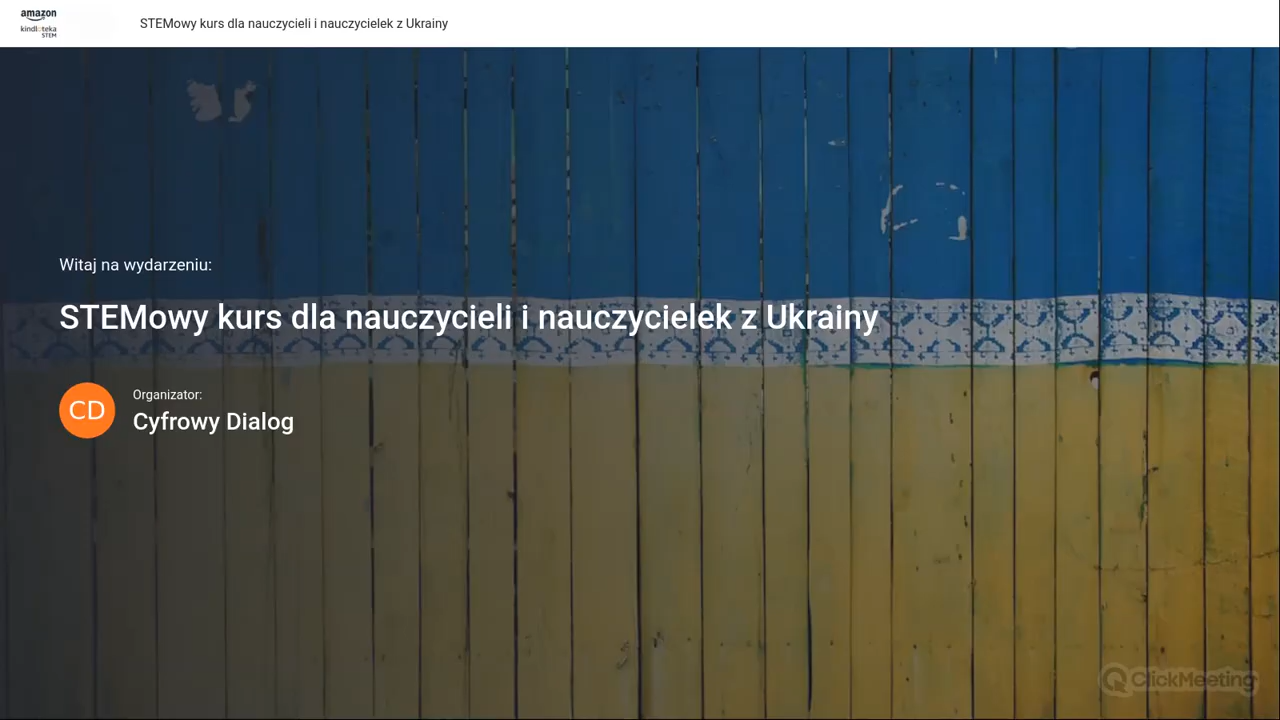 amazon
kindloteka
STEM
STEMowy kurs dla nauczycieli i nauczycielek z Ukrainy
Witaj na wydarzeniu:
STEMowy kurs dla nauczycieli i nauczycielek z Ukrainy
CD
Organizator:
Cyfrowy Dialog
ClickMeeting